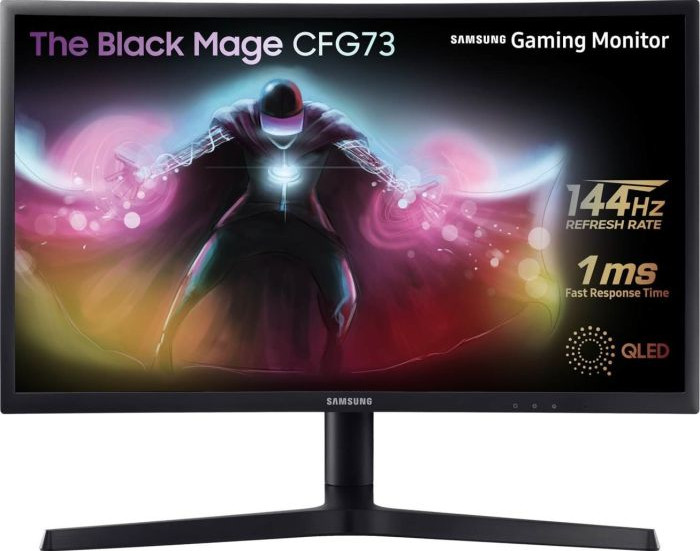 The Black Mage CFG73
SAMSUNG Gaming Monitor
144Hz
REFRESH RATE
1ms
Fast Response Time
QLED
SAMSUNG